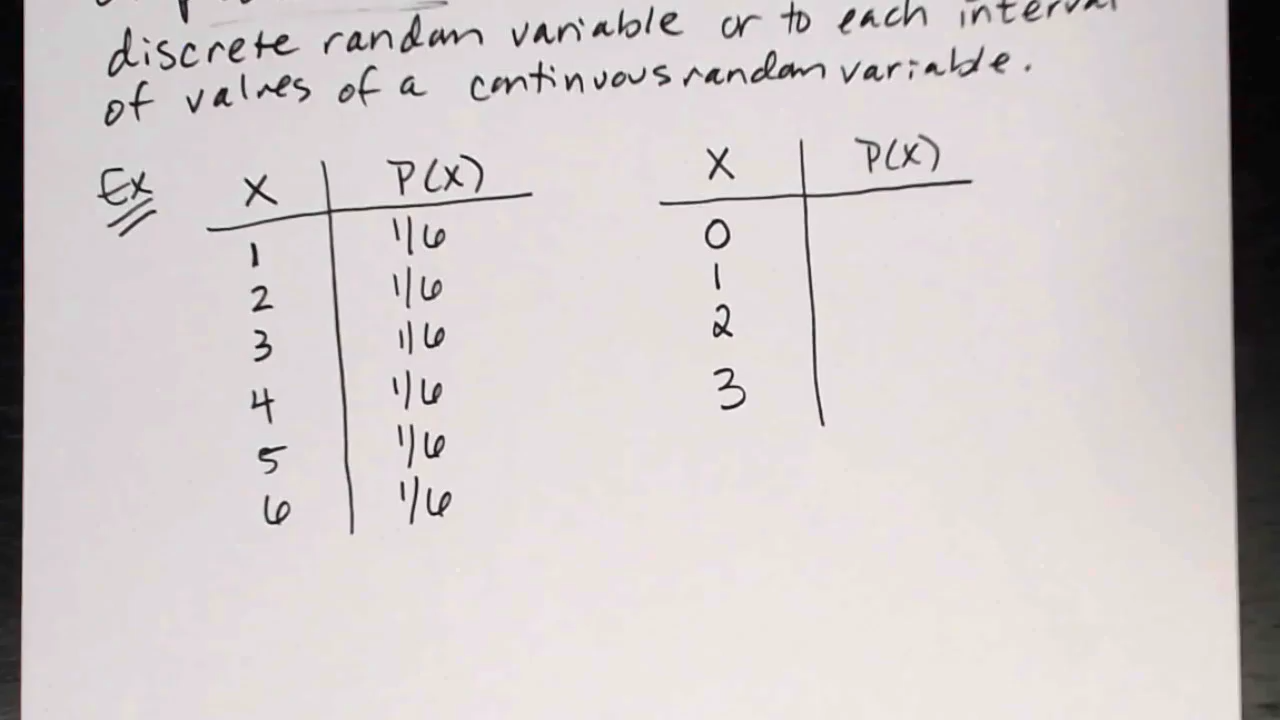 discrete random variable or to each interval
of values of a continuous random variable.
Ex
X P(X)
1 1/6
2 1/6
3 1/6
4 1/6
5 1/6
6 1/6
X P(X)
0
1
2
3